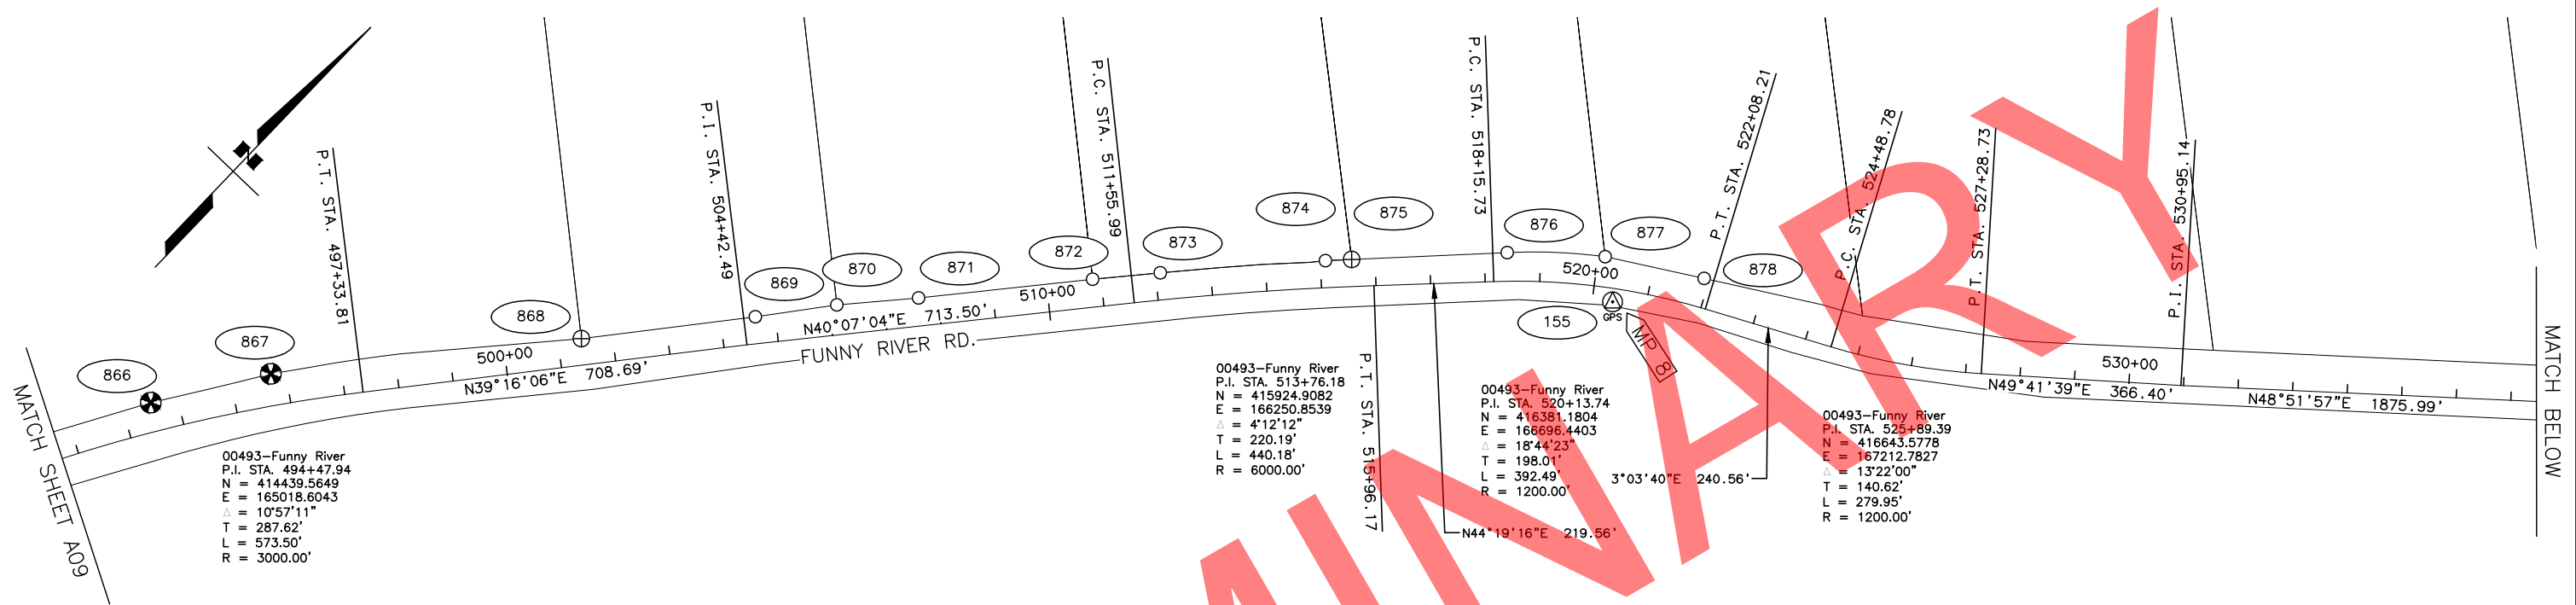 N
MATCH SHEET A09
866
867
P.T. STA. 497+33.81
00493-Funny River
P.I. STA. 494+47.94
N = 414439.5649
E = 165018.6043
Δ = 10°57'11"
T = 287.62'
L = 573.50'
R = 3000.00'
868
500+00
N39°16'06"E 708.69'
P.I. STA. 504+42.49
869
870
871
N40°07'04"E 713.50'
FUNNY RIVER RD.
510+00
872
P.C. STA. 511+55.99
873
874
875
00493-Funny River
P.I. STA. 513+76.18
N = 415924.9082
E = 166250.8539
Δ = 4°12'12"
T = 220.19'
L = 440.18'
R = 6000.00'
P.T. STA. 515+96.17
N44°19'16"E 219.56'
P.C. STA. 518+15.73
876
520+00
877
155
GPS
MP 8
00493-Funny River
P.I. STA. 520+13.74
N = 416381.1804
E = 166696.4403
Δ = 18°44'23"
T = 198.01'
L = 392.49'
R = 1200.00'
P.T. STA. 522+08.21
878
3°03'40"E 240.56'
P.C. STA. 524+48.78
00493-Funny River
P.I. STA. 525+89.39
N = 416643.5778
E = 167212.7827
Δ = 13°22'00"
T = 140.62'
L = 279.95'
R = 1200.00'
P.T. STA. 527+28.73
N49°41'39"E 366.40'
530+00
P.I. STA. 530+95.14
N48°51'57"E 1875.99'
MATCH BELOW
INARY